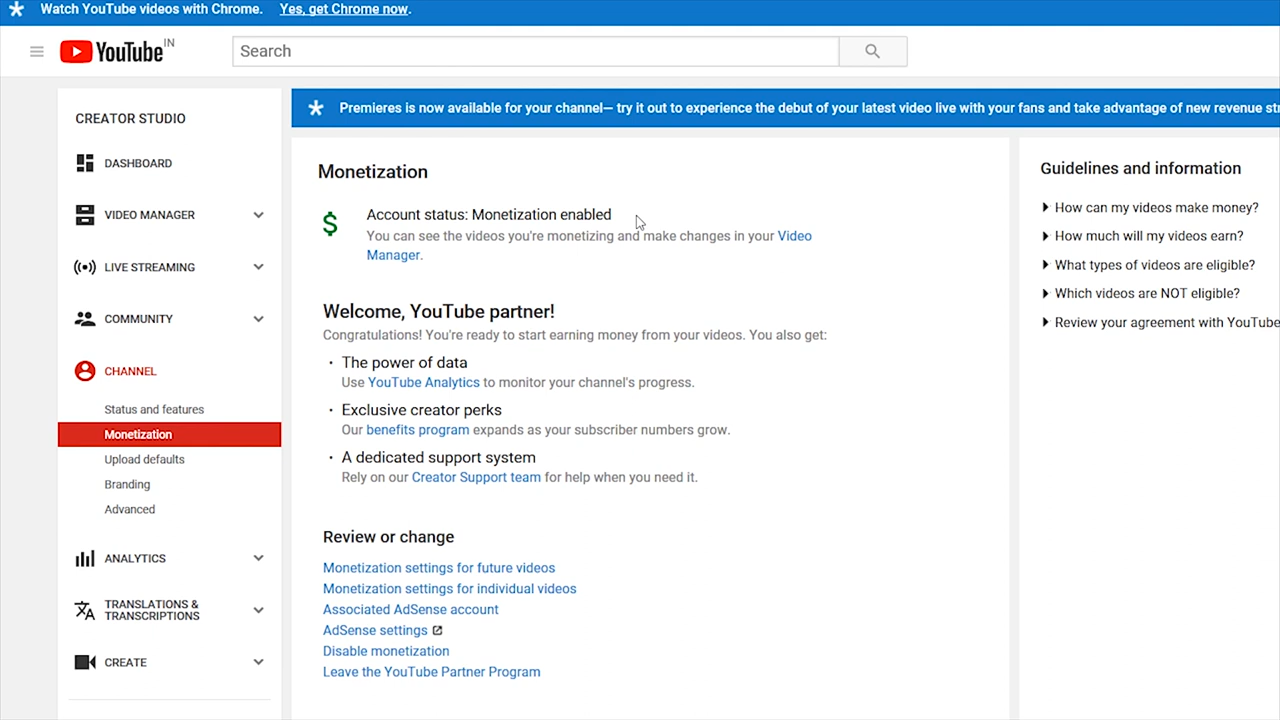 Watch YouTube videos with Chrome. Yes, get Chrome now.
YouTube IN
Search
CREATOR STUDIO
DASHBOARD
VIDEO MANAGER
LIVE STREAMING
COMMUNITY
CHANNEL
Status and features
Monetization
Upload defaults
Branding
Advanced
ANALYTICS
TRANSLATIONS &
TRANSCRIPTIONS
CREATE
Premieres is now available for your channel— try it out to experience the debut of your latest video live with your fans and take advantage of new revenue
Monetization
Account status: Monetization enabled
You can see the videos you're monetizing and make changes in your Video
Manager.
Welcome, YouTube partner!
Congratulations! You're ready to start earning money from your videos. You also get:
• The power of data
Use YouTube Analytics to monitor your channel's progress.
• Exclusive creator perks
Our benefits program expands as your subscriber numbers grow.
• A dedicated support system
Rely on our Creator Support team for help when you need it.
Review or change
Monetization settings for future videos
Monetization settings for individual videos
Associated AdSense account
AdSense settings
Disable monetization
Leave the YouTube Partner Program
Guidelines and information
How can my videos make money?
How much will my videos earn?
What types of videos are eligible?
Which videos are NOT eligible?
Review your agreement with YouTube